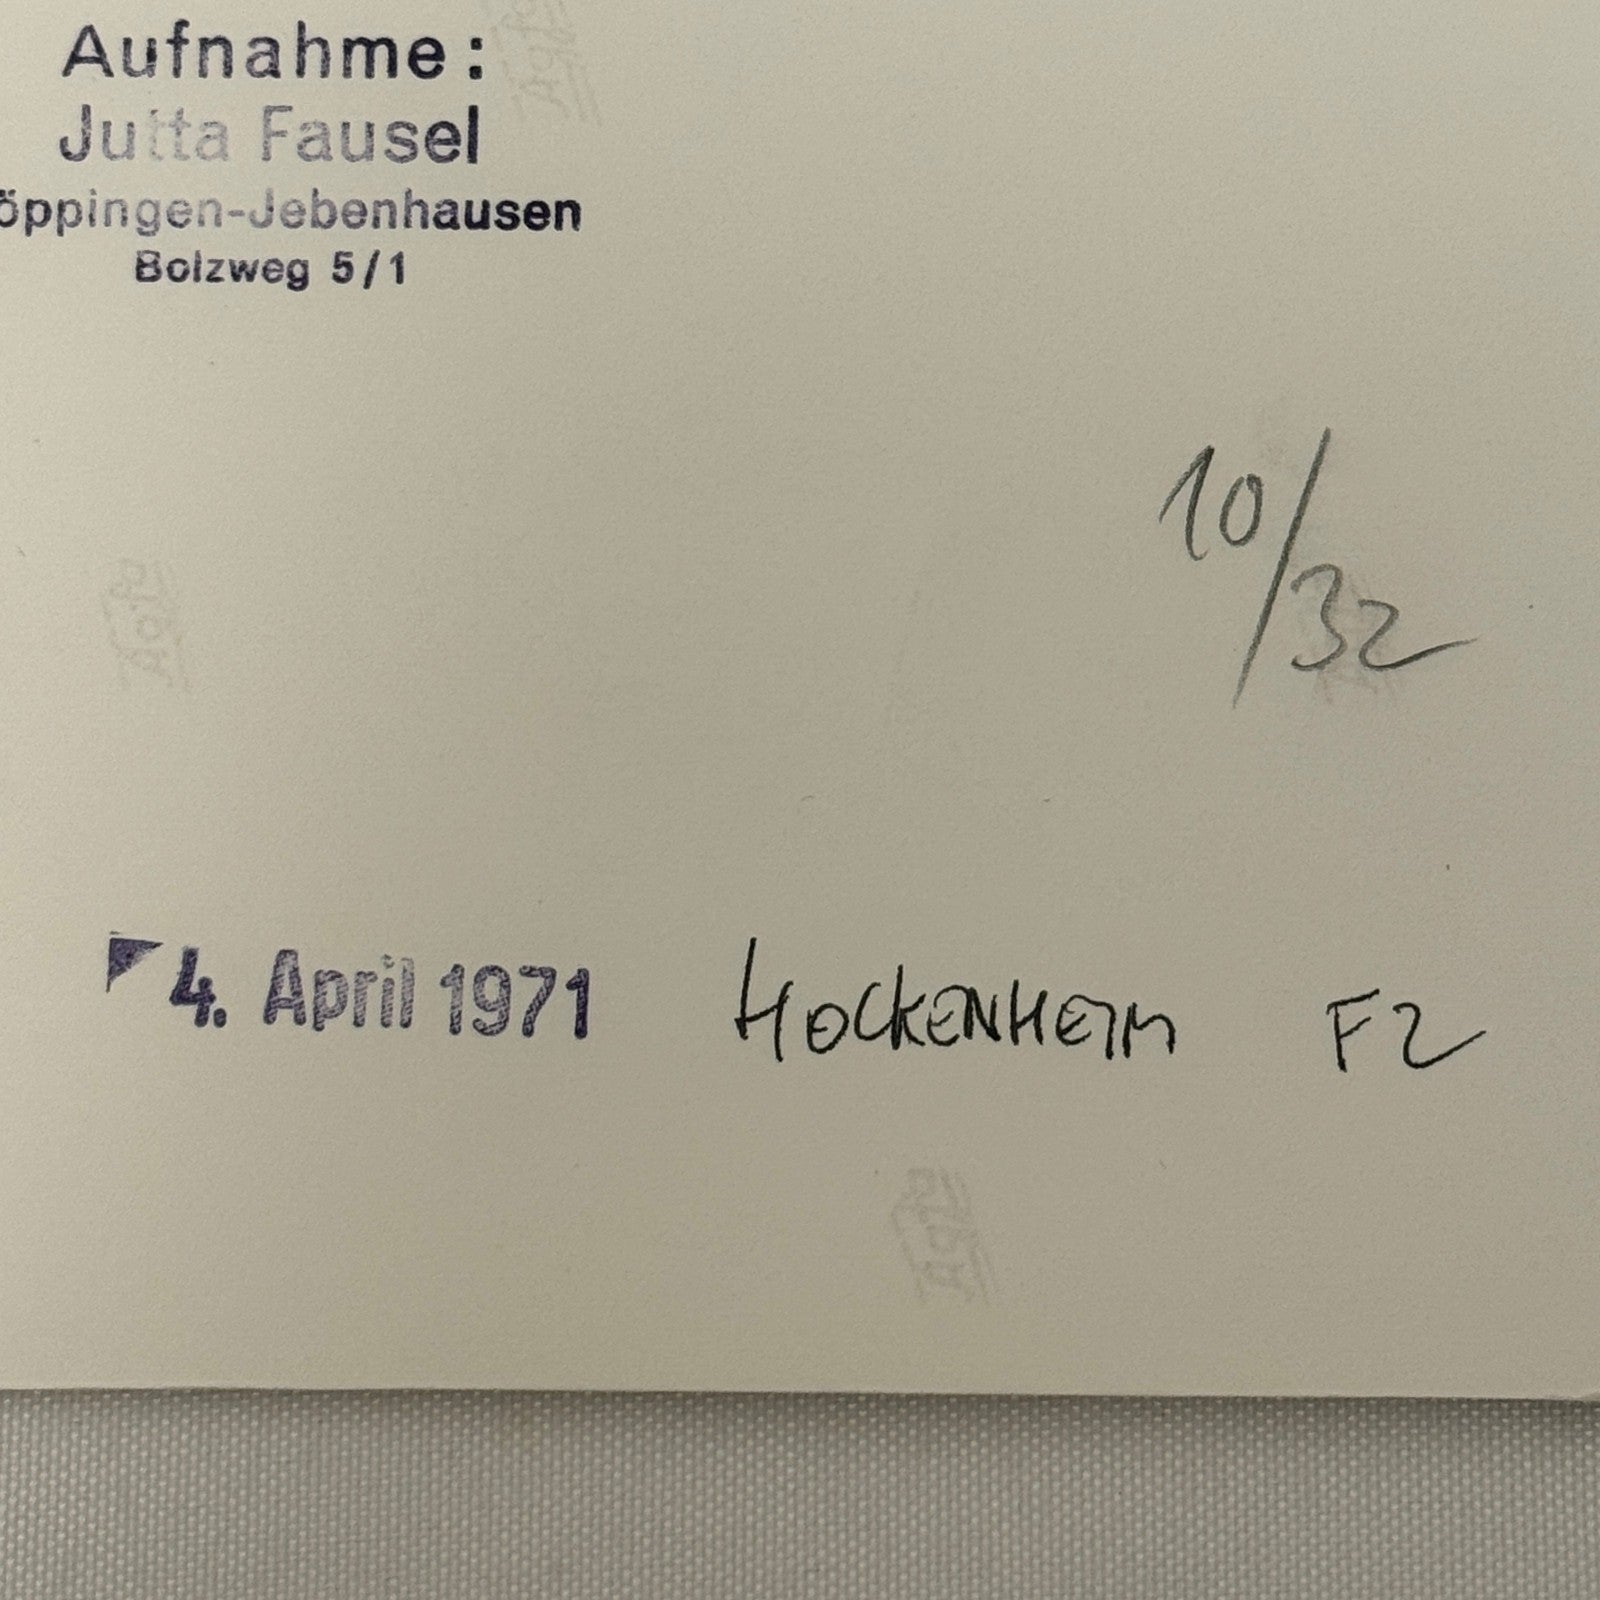 Aufnahme:
Jutta Fausel
öppingen-Jebenhausen
Bolzweg 5/1
10/32
4. April 1971 HOCKENHEIM F2